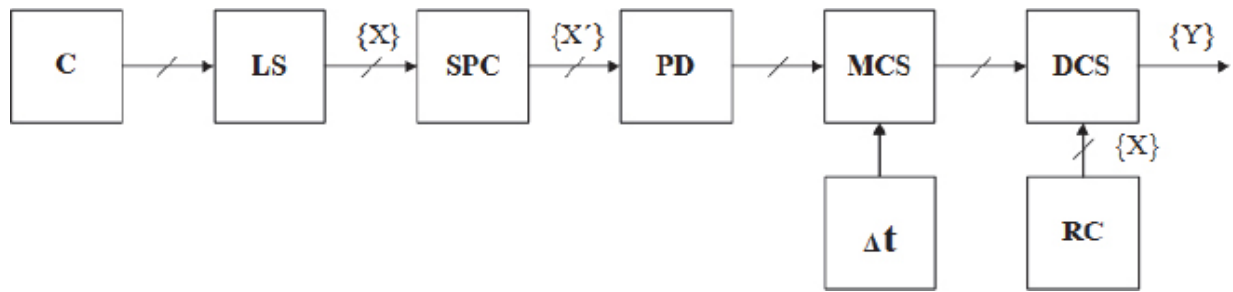 C
LS
{X}
SPC
{X´}
PD
MCS
DCS
{Y}
{X}
Δt
RC